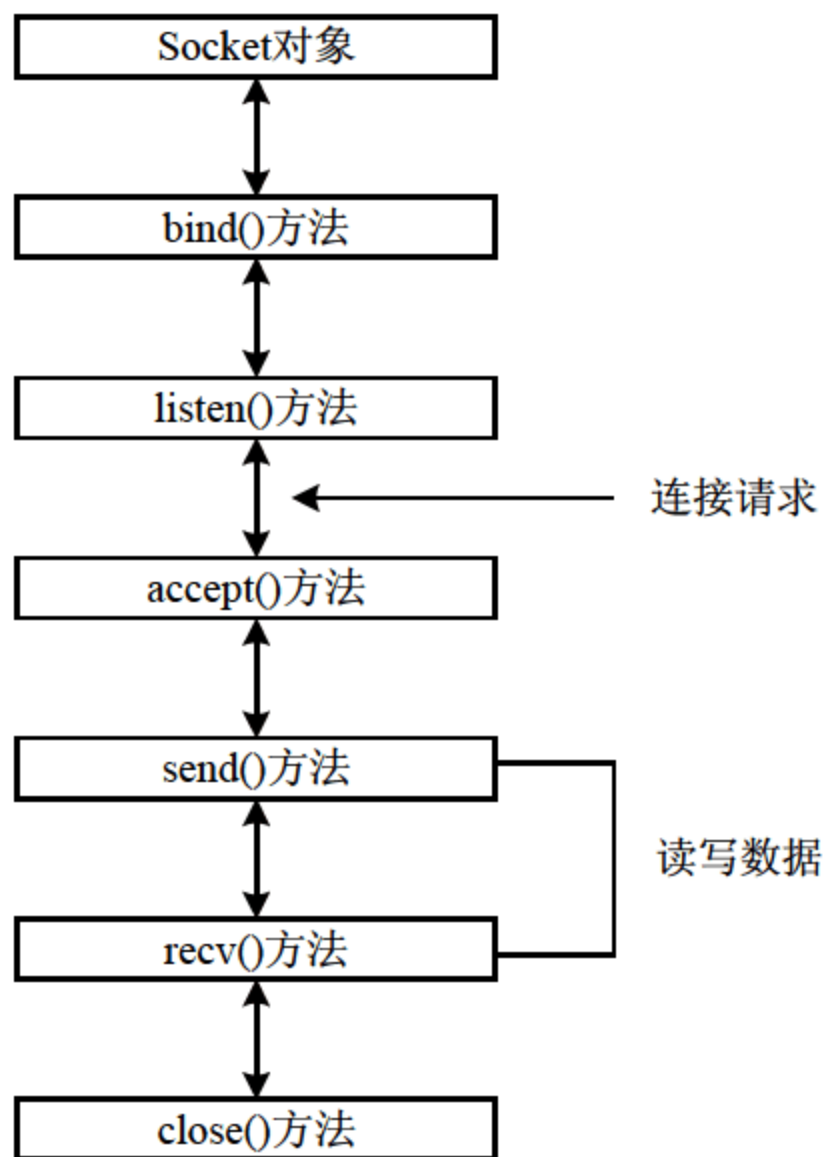 Socket对象
bind()方法
listen()方法
连接请求
accept()方法
send()方法
读写数据
recv()方法
close()方法